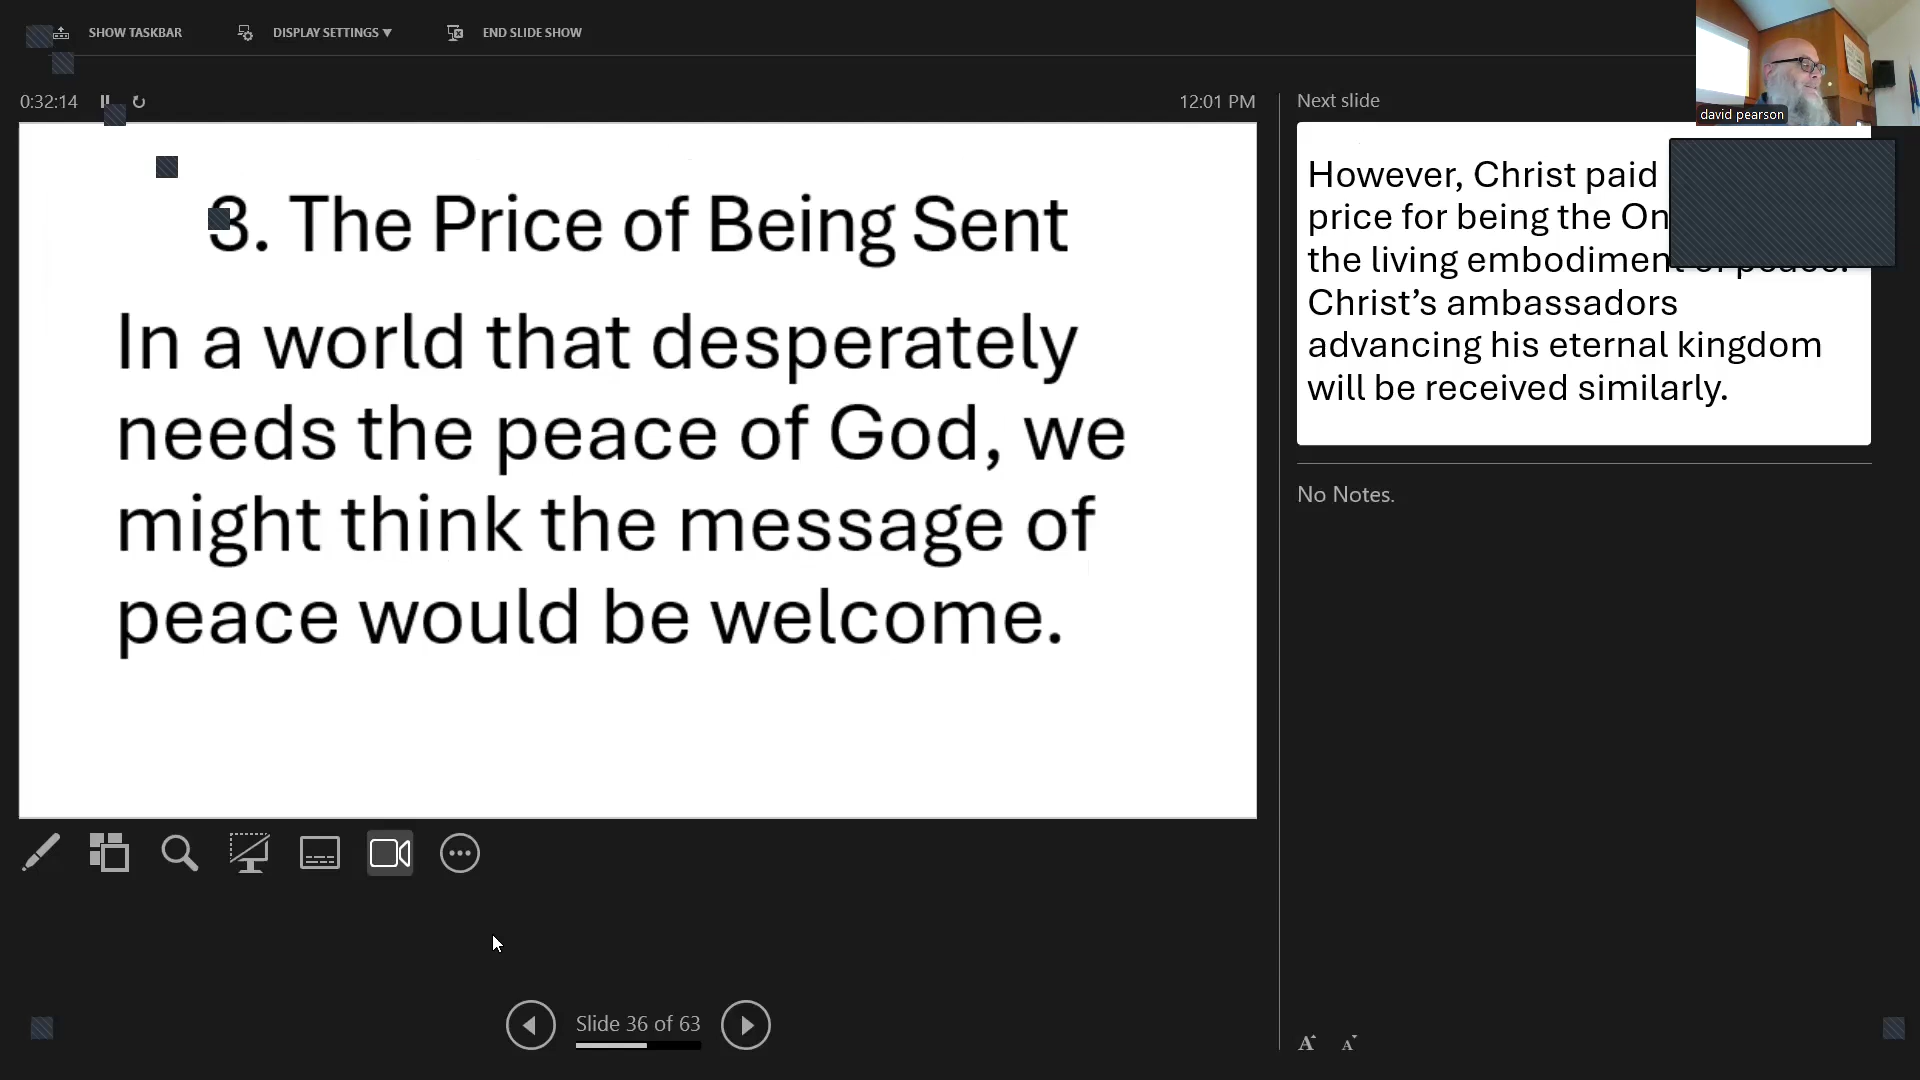 SHOW TASKBAR
DISPLAY SETTINGS ▼
END SLIDE SHOW
0:32:14
12:01 PM
3. The Price of Being Sent
In a world that desperately
needs the peace of God, we
might think the message of
peace would be welcome.
Next slide
david pearson
However, Christ paid
price for being the
the living embodiment of peace.
Christ’s ambassadors
advancing his eternal kingdom
will be received similarly.
No Notes.
Slide 36 of 63
A A